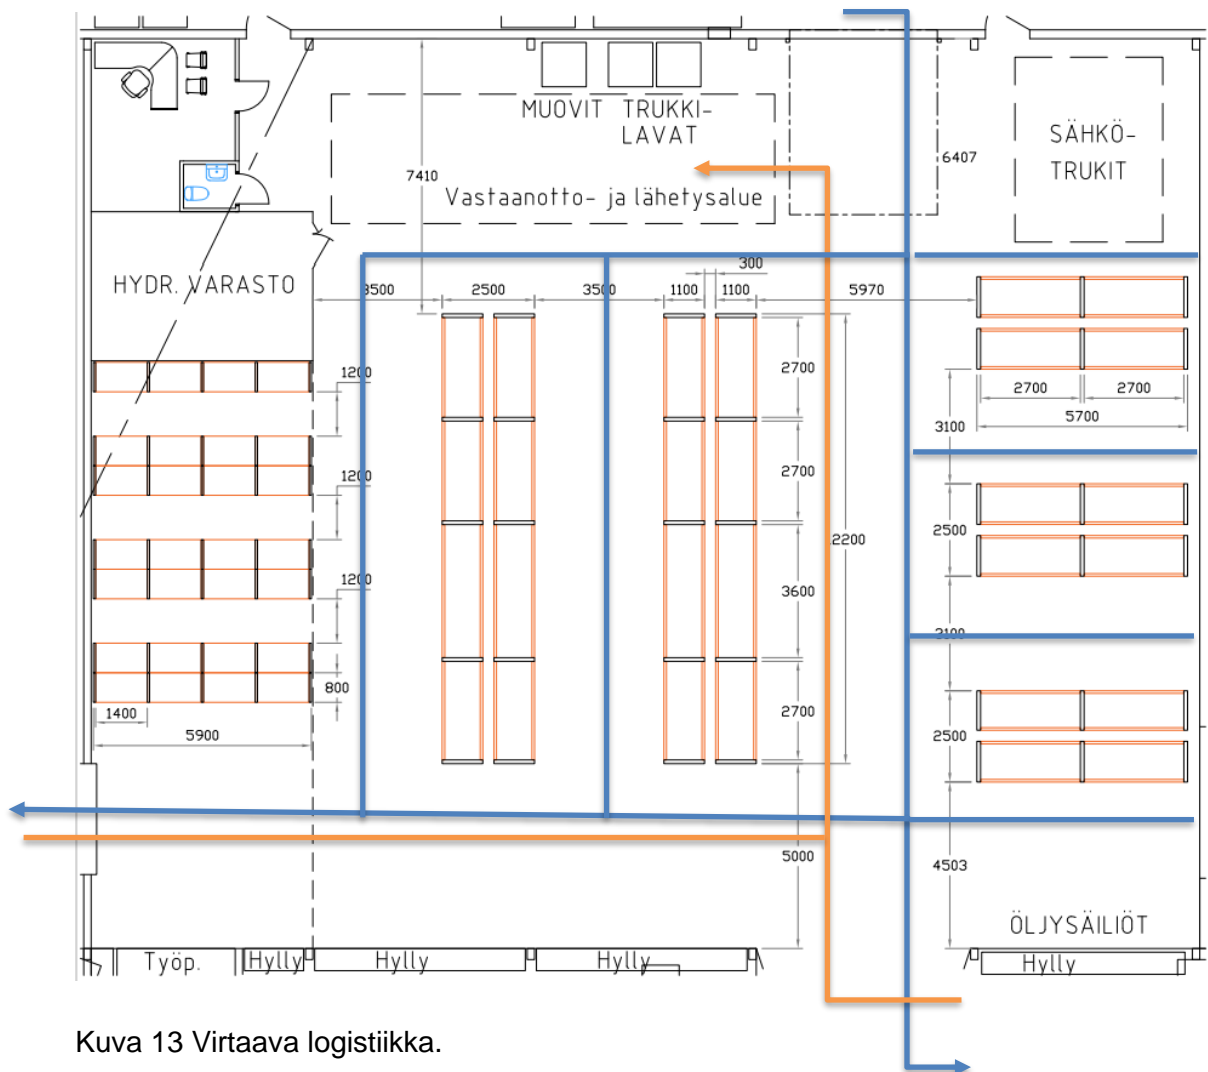 MUOVIT TRUKKI-
LAVAT
SÄHKÖ-
TRUKIT
6407
7410
Vastaanotto- ja lähetysalue
HYDR. VARASTO
300
3500
2500
3500
1100
1100
5970
1200
2700
2700
2700
5700
3100
1200
2700
2500
2200
1200
3600
3100
800
1400
2700
5900
2500
5000
4503
ÖLJYSÄILIÖT
Työp.
Hylly
Hylly
Hylly
Hylly
Kuva 13 Virtaava logistiikka.